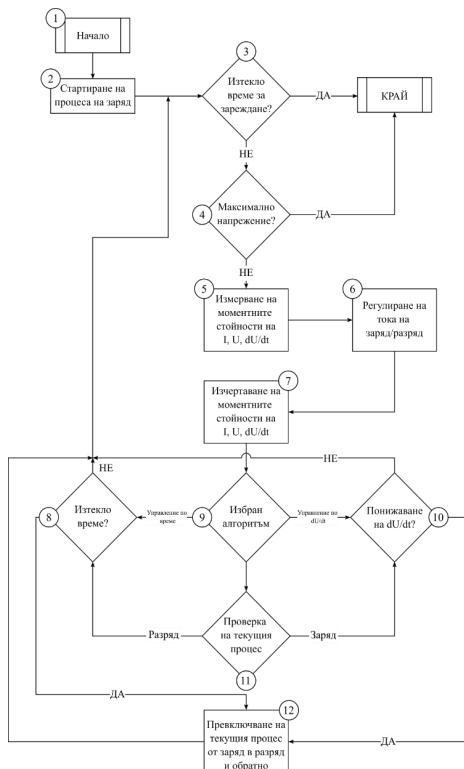 1
Начало
2
Стартиране на
процеса на заряд
3
Изтекло
време за
зареждане?
ДА
КРАЙ
НЕ
4
Максимално
напрежение?
ДА
НЕ
5
Измерване на
моментните
стойности на
I, U, dU/dt
6
Регулиране на
тока на
заряд/разряд
7
Изчертаване на
моментните
стойности на
I, U, dU/dt
НЕ
НЕ
8
Изтекло
време?
Управление по
време
9
Избран
алгоритъм
Управление по
dU/dt
Понижаване
на dU/dt?
10
Разряд
Проверка
на текущия
процес
Заряд
11
ДА
12
Превключване на
текущия процес
от заряд в разряд
и обратно
ДА